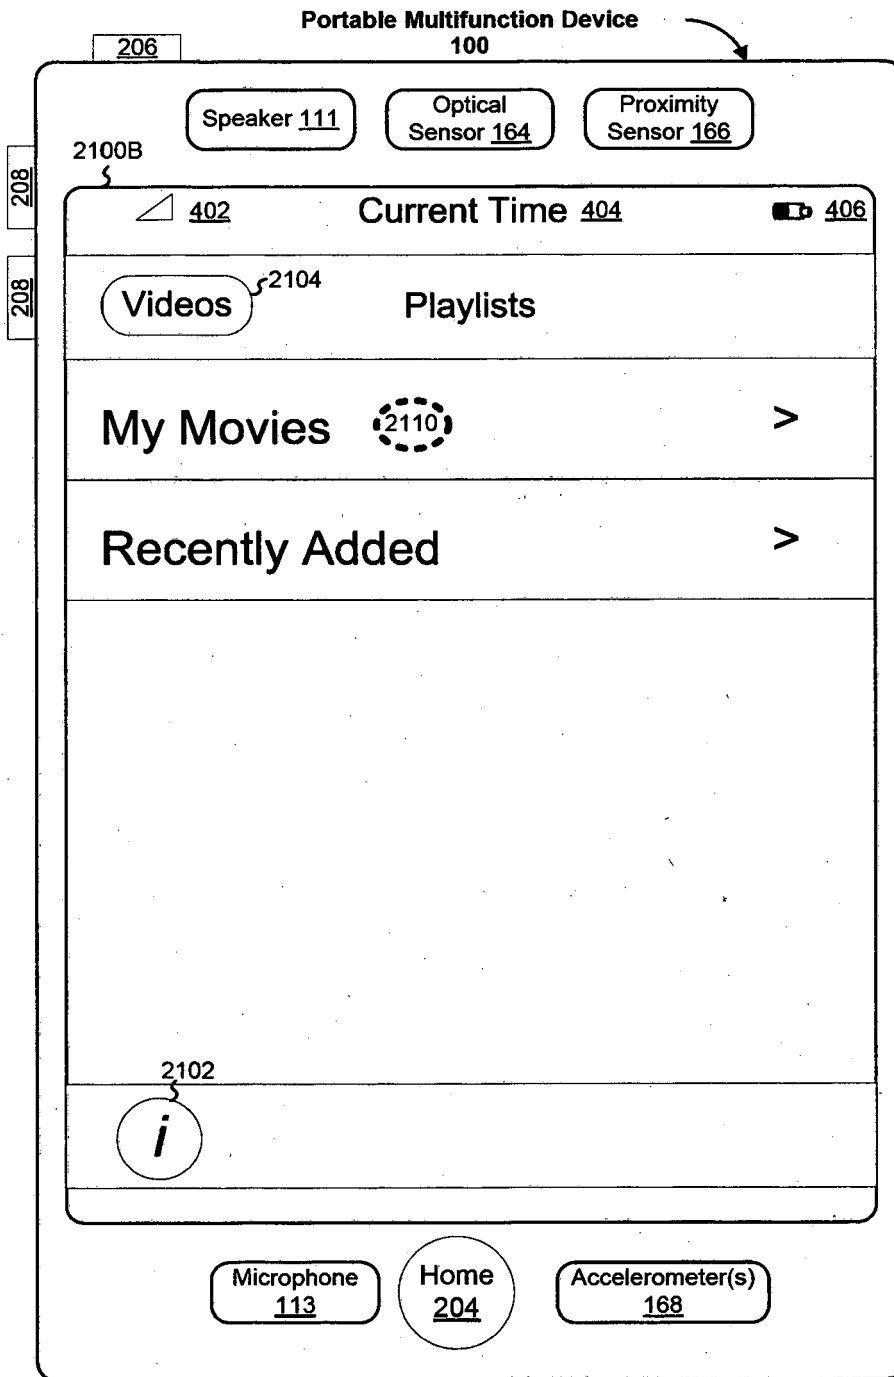 Portable Multifunction Device
100
206
Speaker 111
Optical
Sensor 164
Proximity
Sensor 166
2100B
208
208
402
Current Time 404
406
Videos
2104
Playlists
My Movies
2110
>
Recently Added
>
2102
i
Microphone
113
Home
204
Accelerometer(s)
168